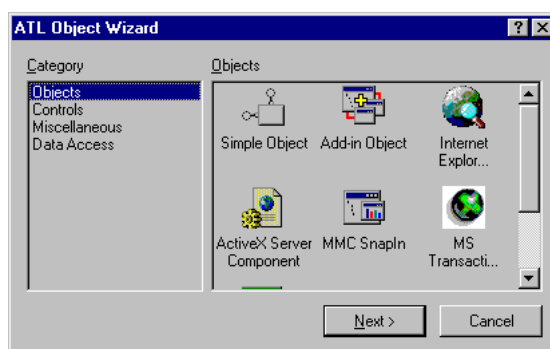 ATL Object Wizard
Category
Objects
Objects
Controls
Miscellaneous
Data Access
Simple Object
Add-in Object
Internet
Explor...
ActiveX Server
Component
MMC SnapIn
MS
Transacti...
Next >
Cancel